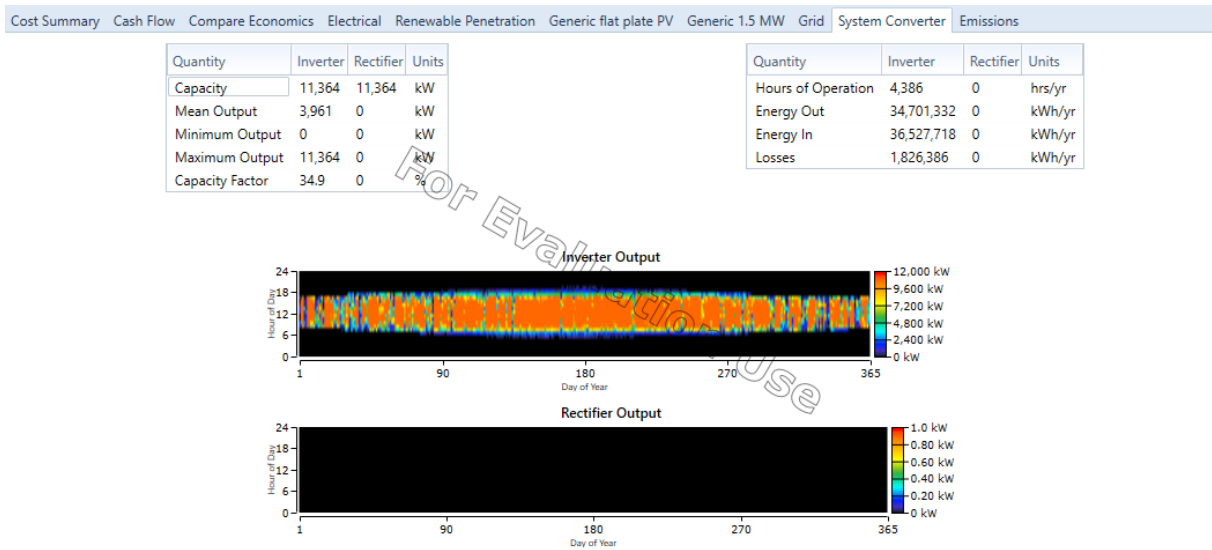 Cost Summary Cash Flow Compare Economics Electrical Renewable Penetration Generic flat plate PV Generic 1.5 MW Grid System Converter Emissions
Quantity Inverter Rectifier Units
Capacity 11,364 11,364 kW
Mean Output 3,961 0 kW
Minimum Output 0 0 kW
Maximum Output 11,364 0 kW
Capacity Factor 34.9 0 %
Quantity Inverter Rectifier Units
Hours of Operation 4,386 0 hrs/yr
Energy Out 34,701,332 0 kWh/yr
Energy In 36,527,718 0 kWh/yr
Losses 1,826,386 0 kWh/yr
For Evaluation Use
Inverter Output
Hour of Day
24
18
12
6
0
1 90 180 270 365
Day of Year
12,000 kW
9,600 kW
7,200 kW
4,800 kW
2,400 kW
0 kW
Rectifier Output
Hour of Day
24
18
12
6
0
1 90 180 270 365
Day of Year
1.0 kW
0.80 kW
0.60 kW
0.40 kW
0.20 kW
0 kW